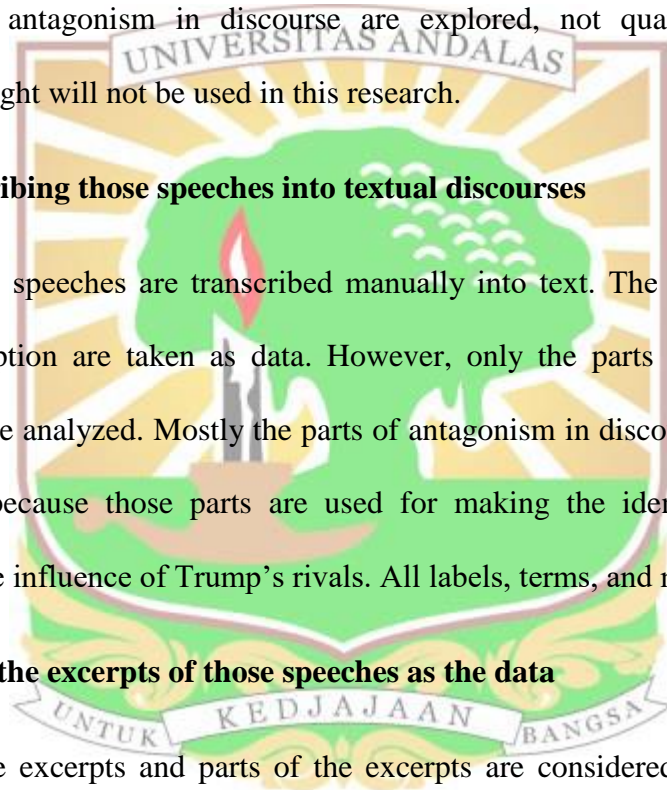 antagonism in discourse are explored, not qua
UNIVERSITAS ANDALAS
ght will not be used in this research.
ribing those speeches into textual discourses
speeches are transcribed manually into text. The
ption are taken as data. However, only the parts
e analyzed. Mostly the parts of antagonism in disco
because those parts are used for making the iden
e influence of Trump’s rivals. All labels, terms, and
the excerpts of those speeches as the data
UNTUK KEDJAJAAN BANGSA
e excerpts and parts of the excerpts are considered